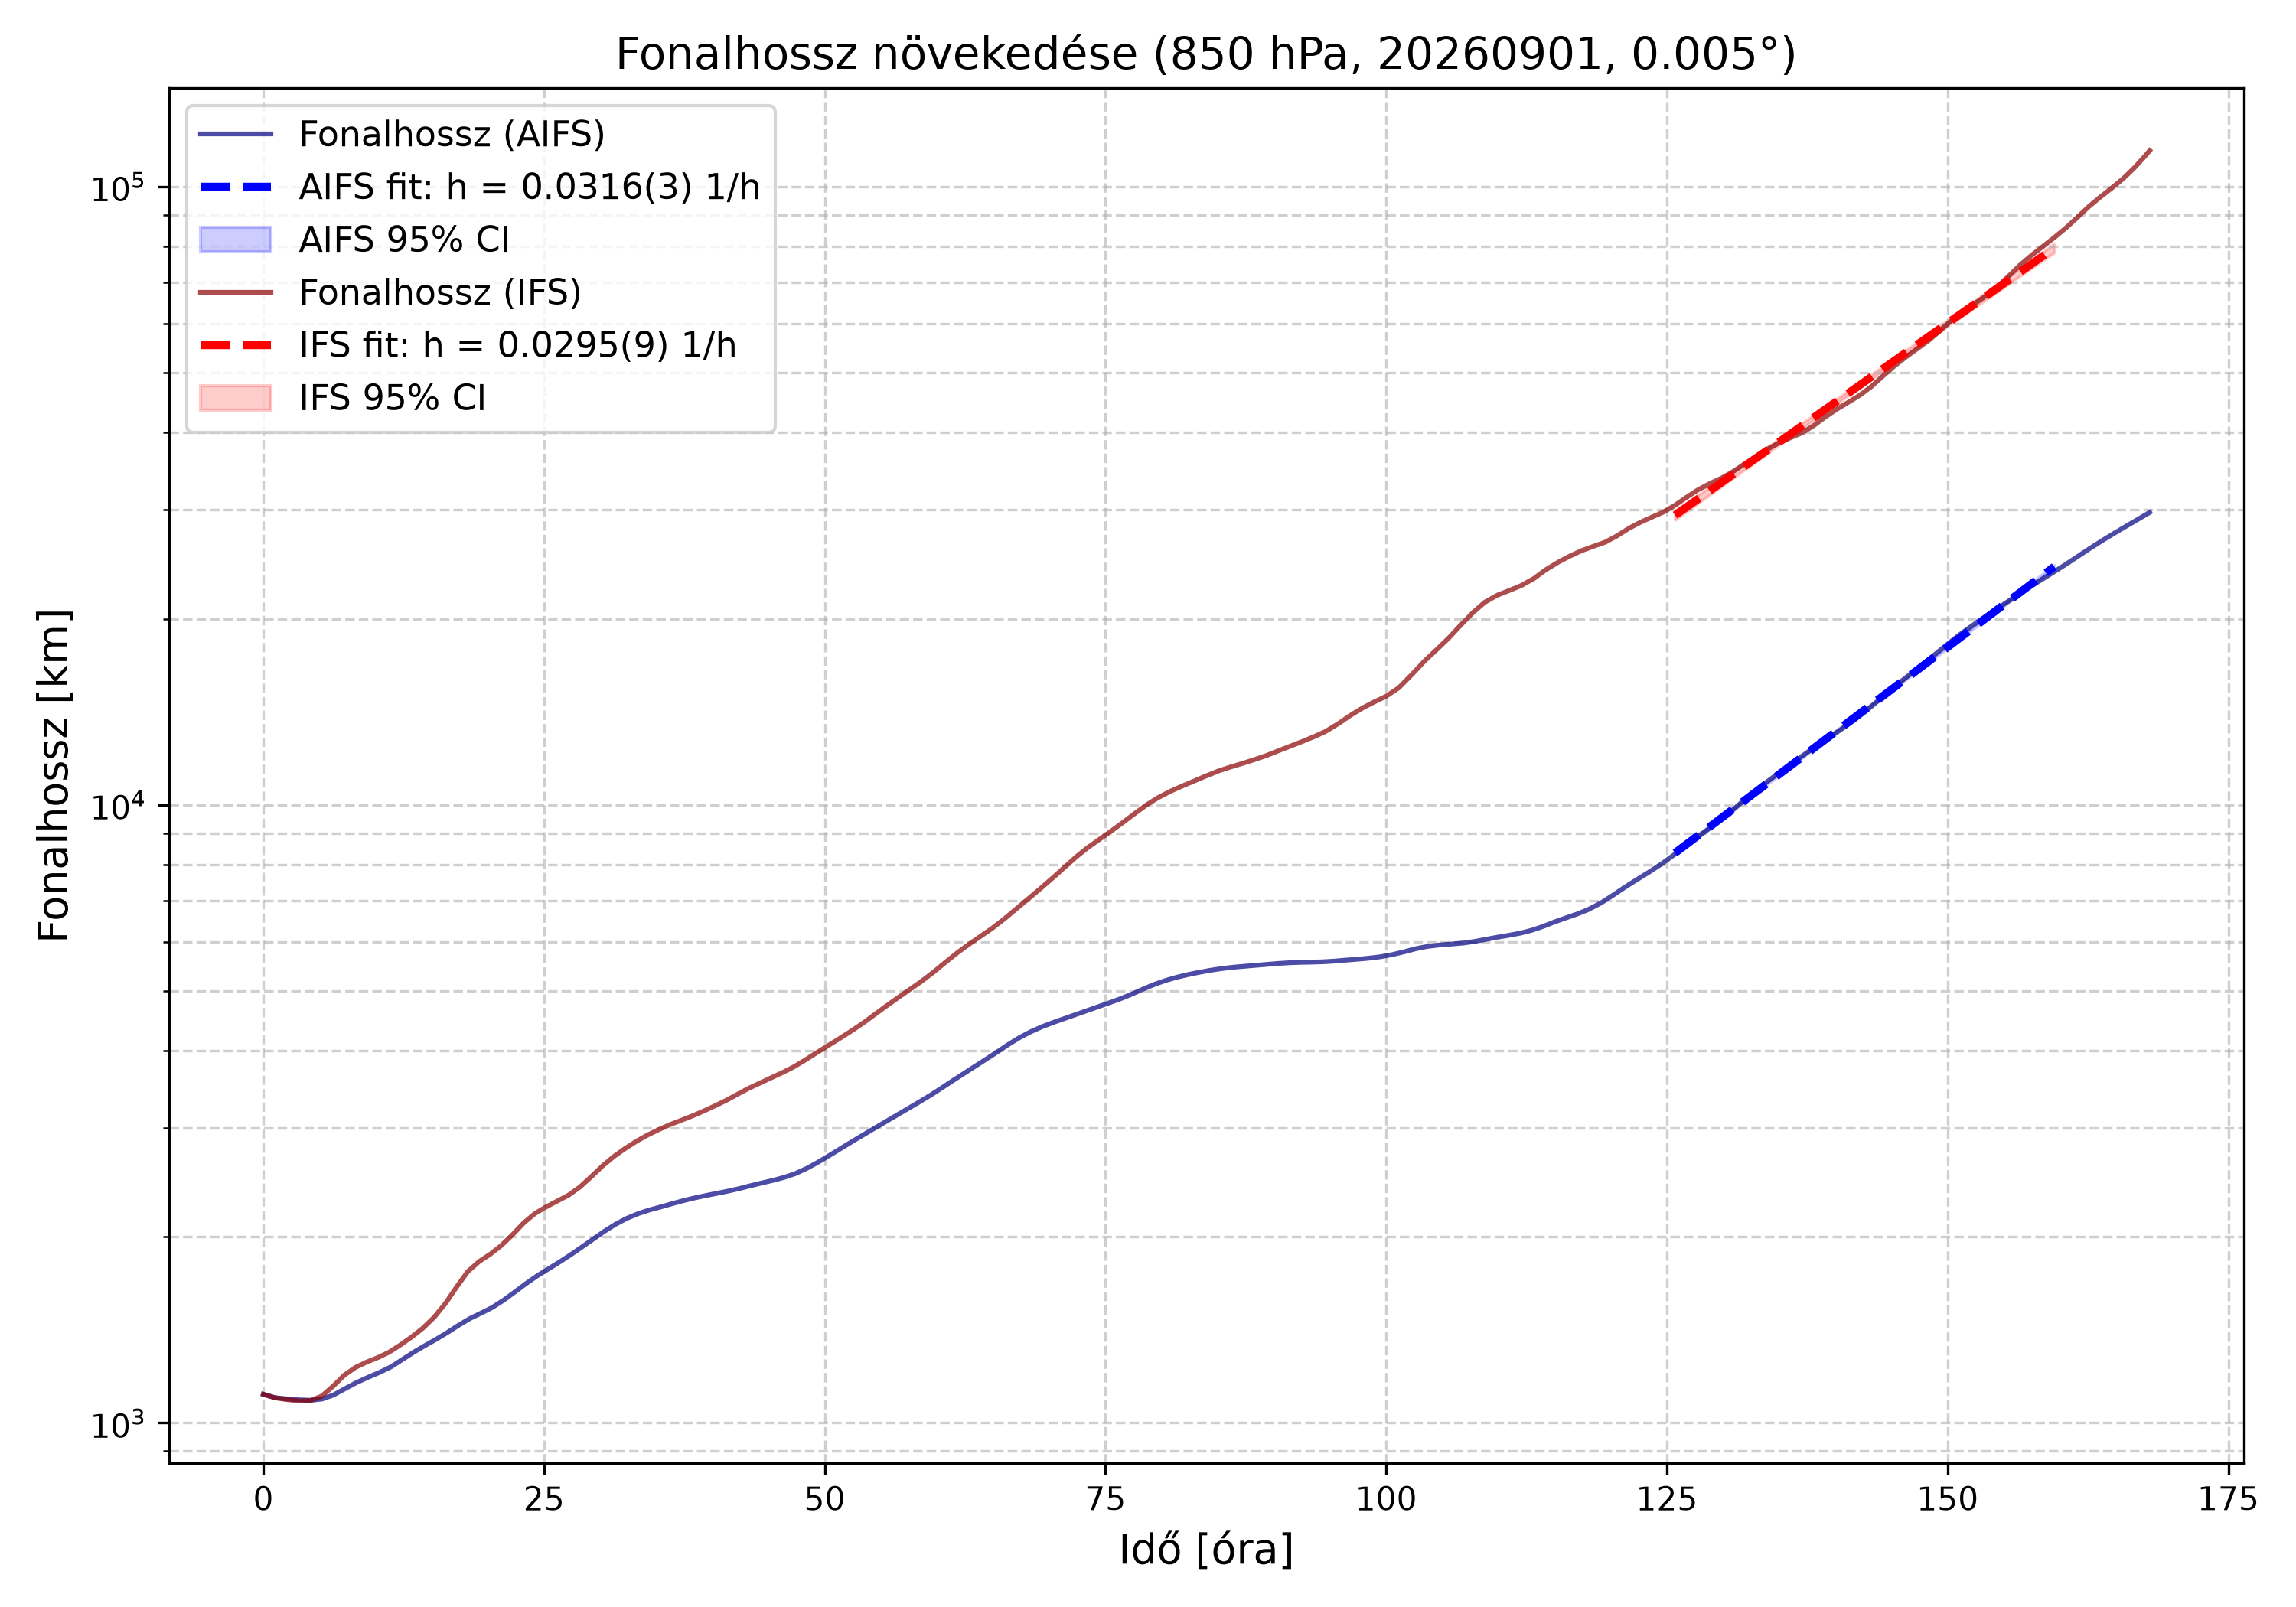 Fonalhossz növekedése (850 hPa, 20260901, 0.005°)
Fonalhossz (AIFS)
AIFS fit: h = 0.0316(3) 1/h
AIFS 95% CI
Fonalhossz (IFS)
IFS fit: h = 0.0295(9) 1/h
IFS 95% CI
Fonalhossz [km]
10⁵
10⁴
10³
0 25 50 75 100 125 150 175
Idő [óra]